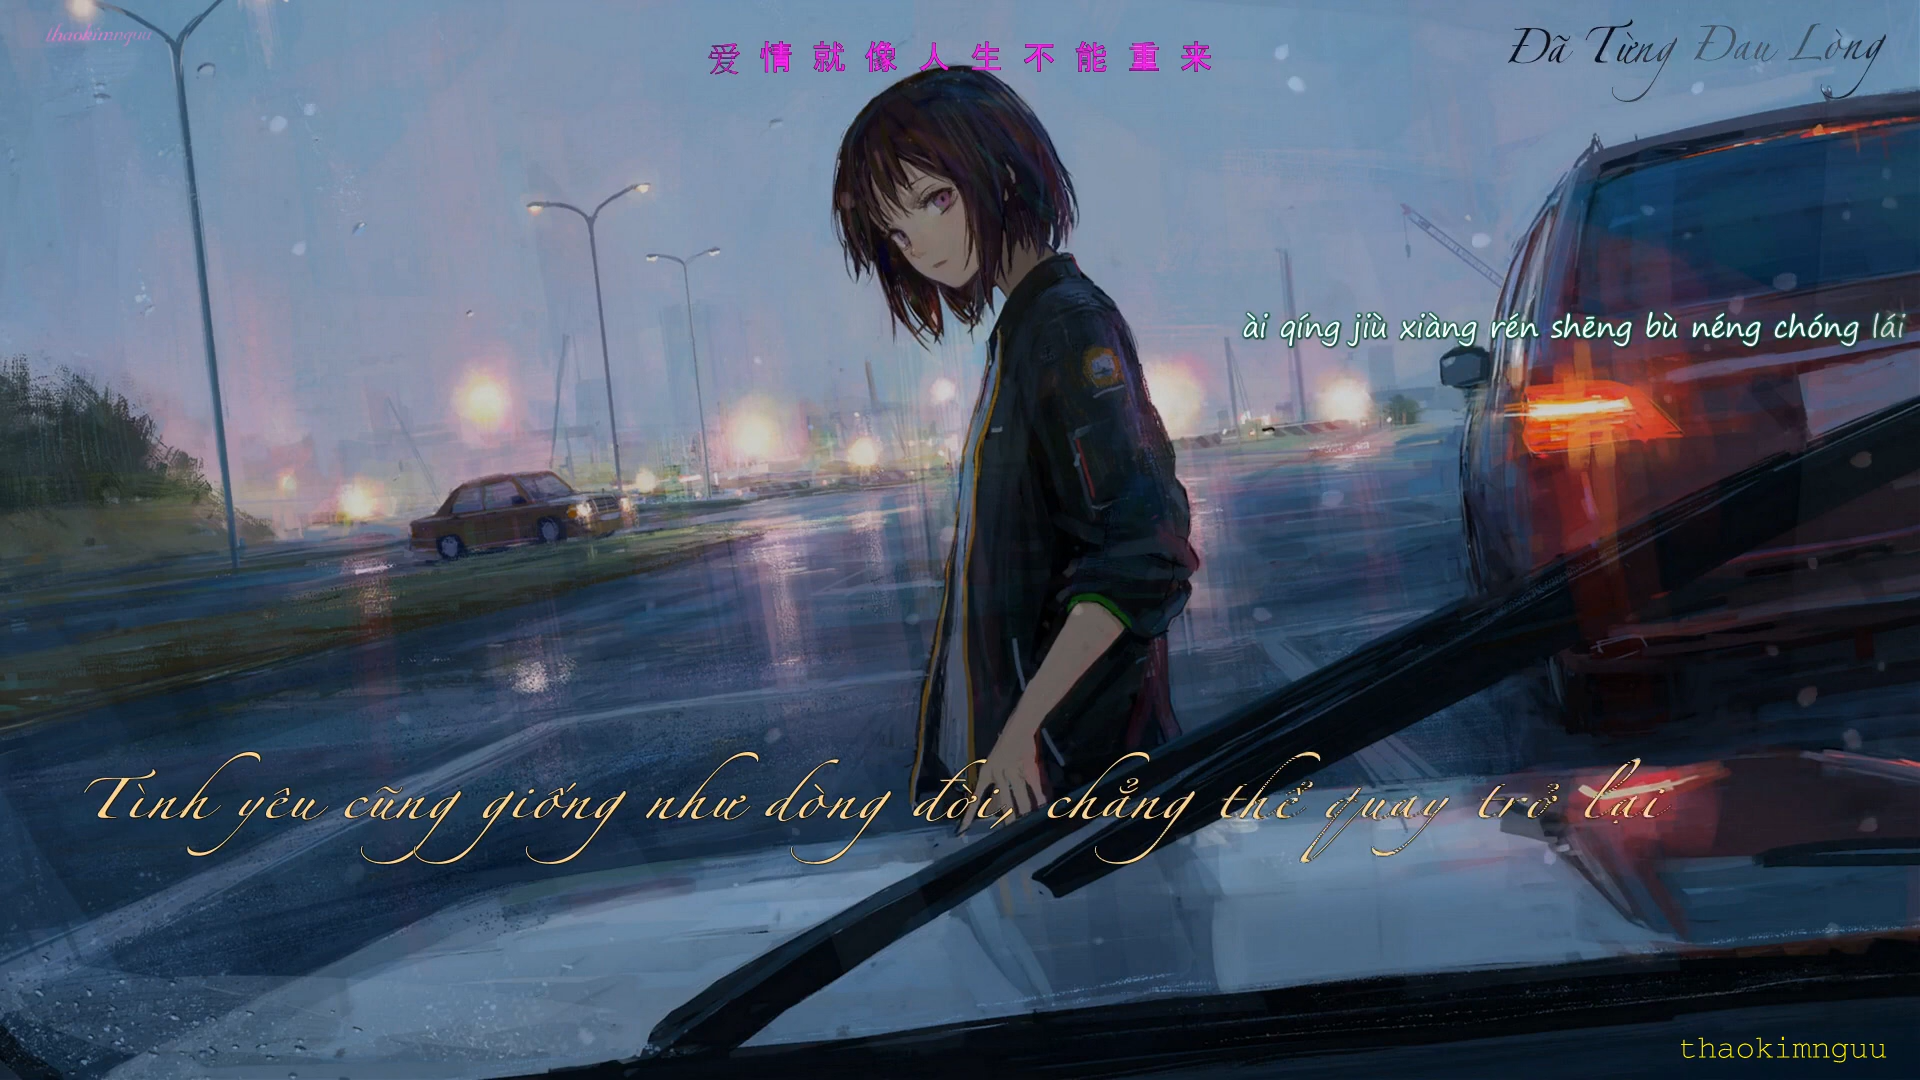 thaokimnguu
爱情就像人生不能重来
Đã Từng Đau Lòng
ài qíng jiù xiàng rén shēng bù néng chóng lái
Tình yêu cũng giống như dòng đời, chẳng thể quay trở lại
thaokimnguu